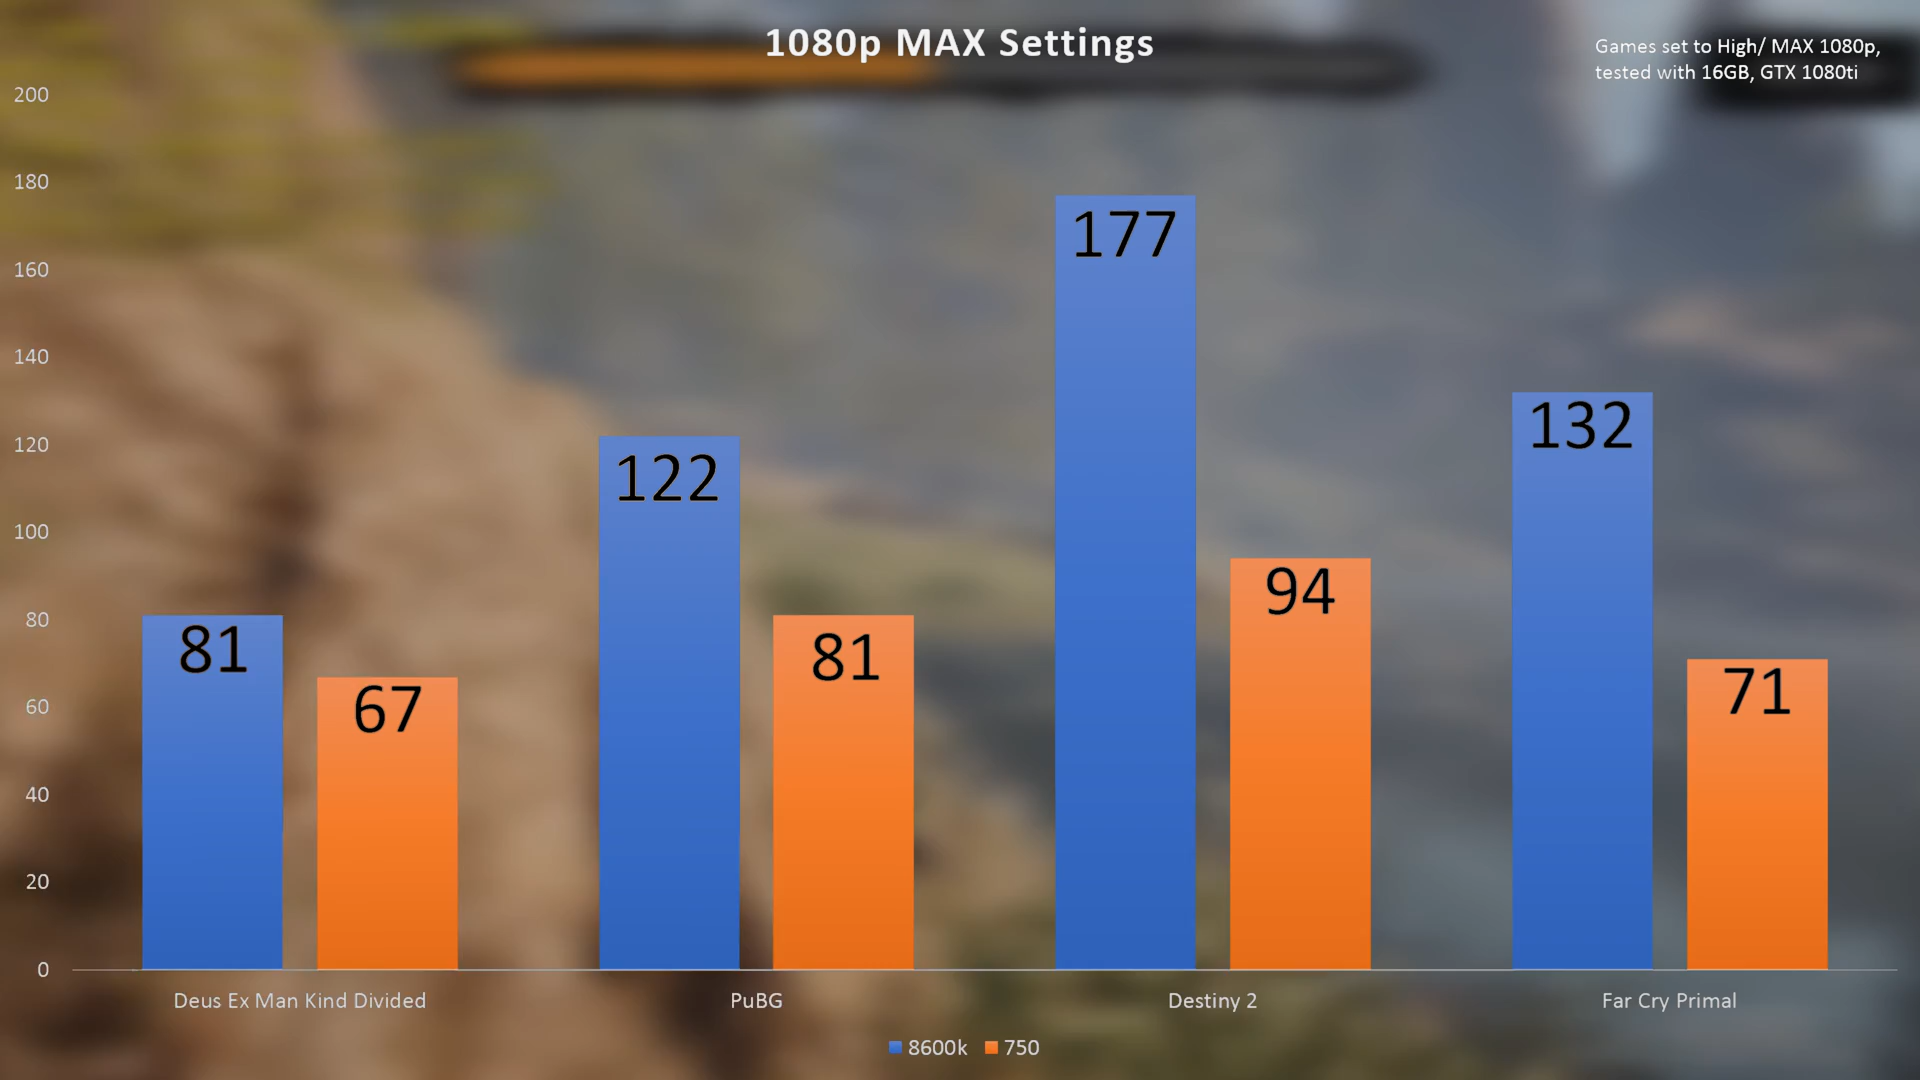 1080p MAX Settings
Games set to High/ MAX 1080p,
tested with 16GB, GTX 1080ti
200
180
160
140
120
100
80
60
40
20
0
81
67
122
81
177
94
132
71
Deus Ex Man Kind Divided
PuBG
Destiny 2
Far Cry Primal
8600k
750